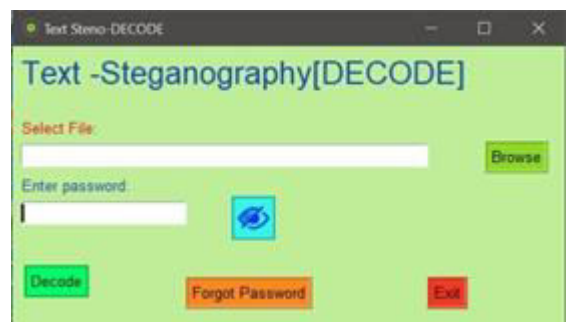 Text Steno-DECODE
Text -Steganography[DECODE]
Select File:
Browse
Enter password:
Decode
Forgot Password
Exit